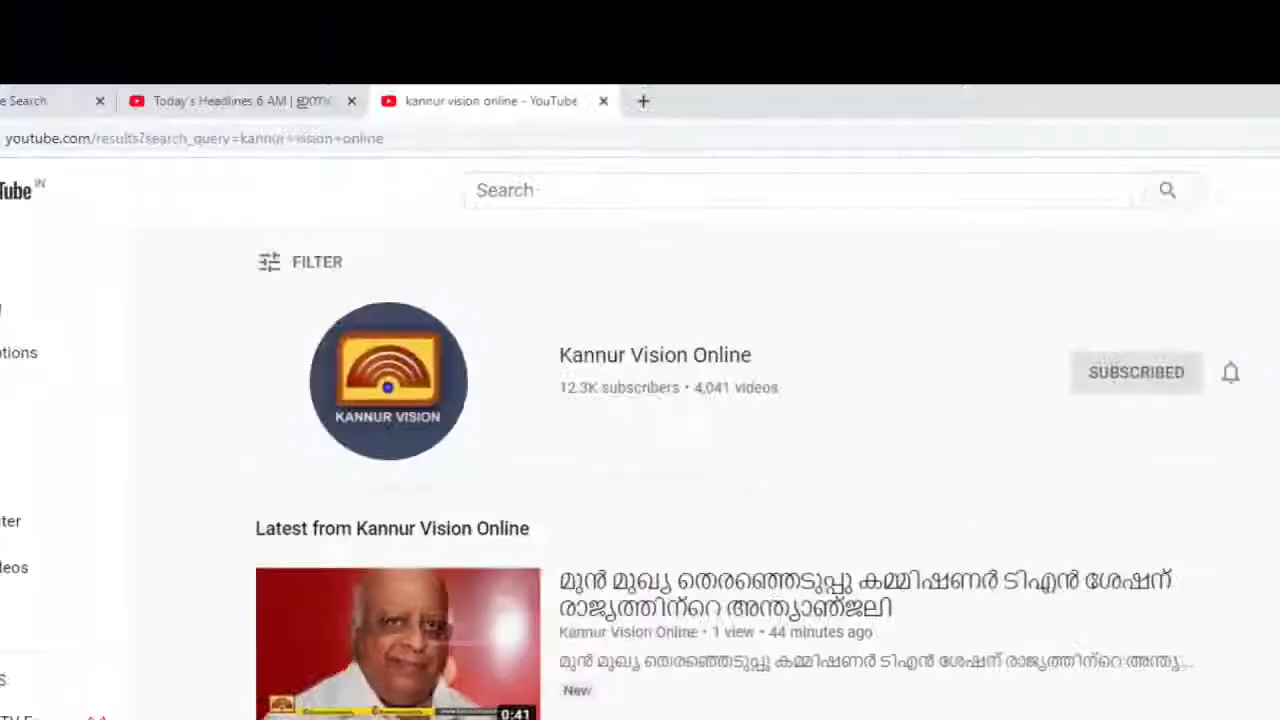 e Search
Today's Headlines 6 AM |
kannur vision online - YouTube
youtube.com/results?search_query=kannur+vision+online
Tube IN
Search
FILTER
KANNUR VISION
Kannur Vision Online
12.3K subscribers • 4,041 videos
SUBSCRIBED
ptions
Latest from Kannur Vision Online
മുൻ മുഖ്യ തെരഞ്ഞെടുപ്പു കമ്മിഷണർ ടിഎൻ ശേഷന്
രാജ്യത്തിന്റെ അന്ത്യാഞ്ജലി
Kannur Vision Online • 1 view • 44 minutes ago
മുൻ മുഖ്യ തെരഞ്ഞെടുപ്പു കമ്മിഷണർ ടിഎൻ ശേഷന് രാജ്യത്തിന്റെ അന്ത്യ...
New
0:41
ter
leos
S